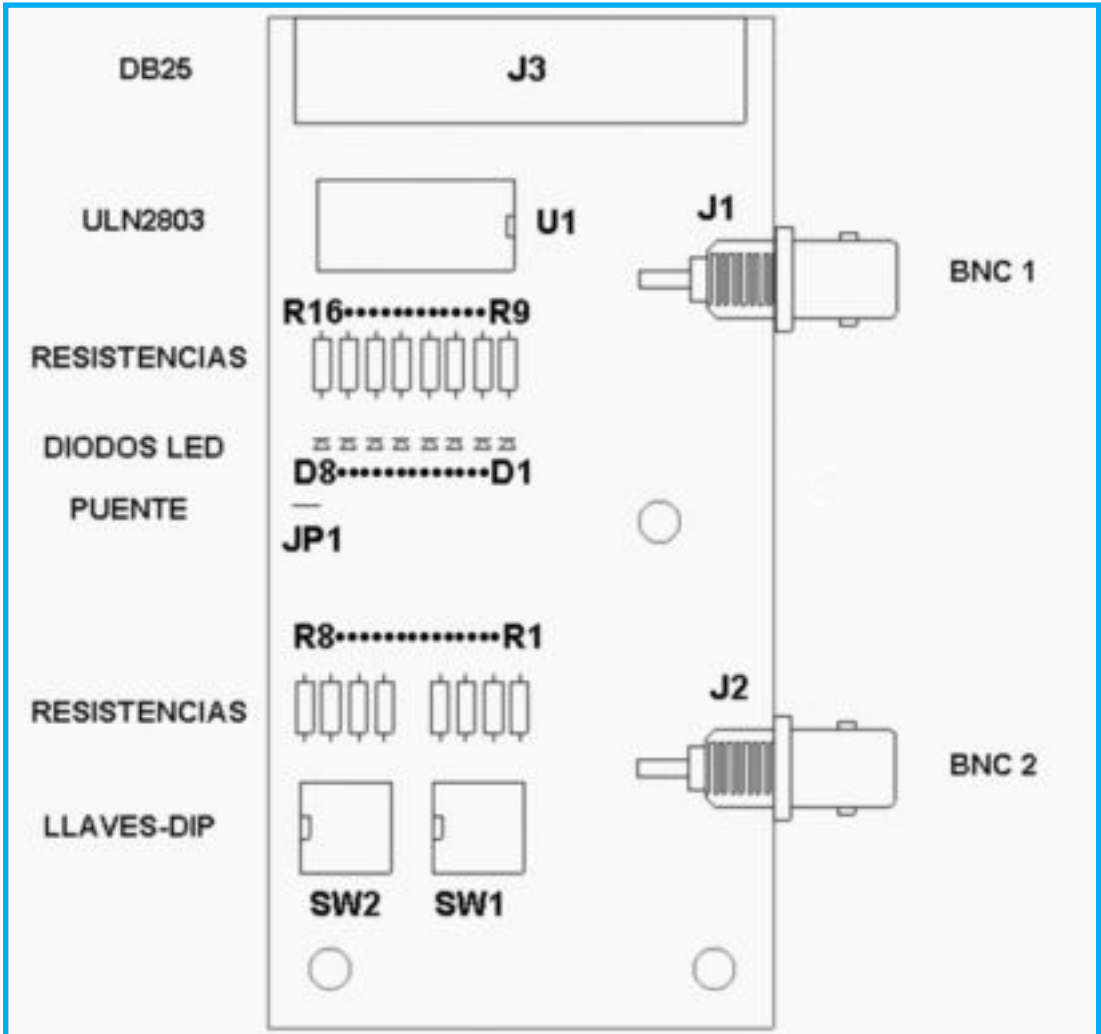 DB25
J3
ULN2803
U1
J1
BNC 1
R16••••••••••••R9
RESISTENCIAS
DIODOS LED
D8•••••••••••••D1
PUENTE
JP1
R8••••••••••••••R1
RESISTENCIAS
J2
BNC 2
LLAVES-DIP
SW2
SW1